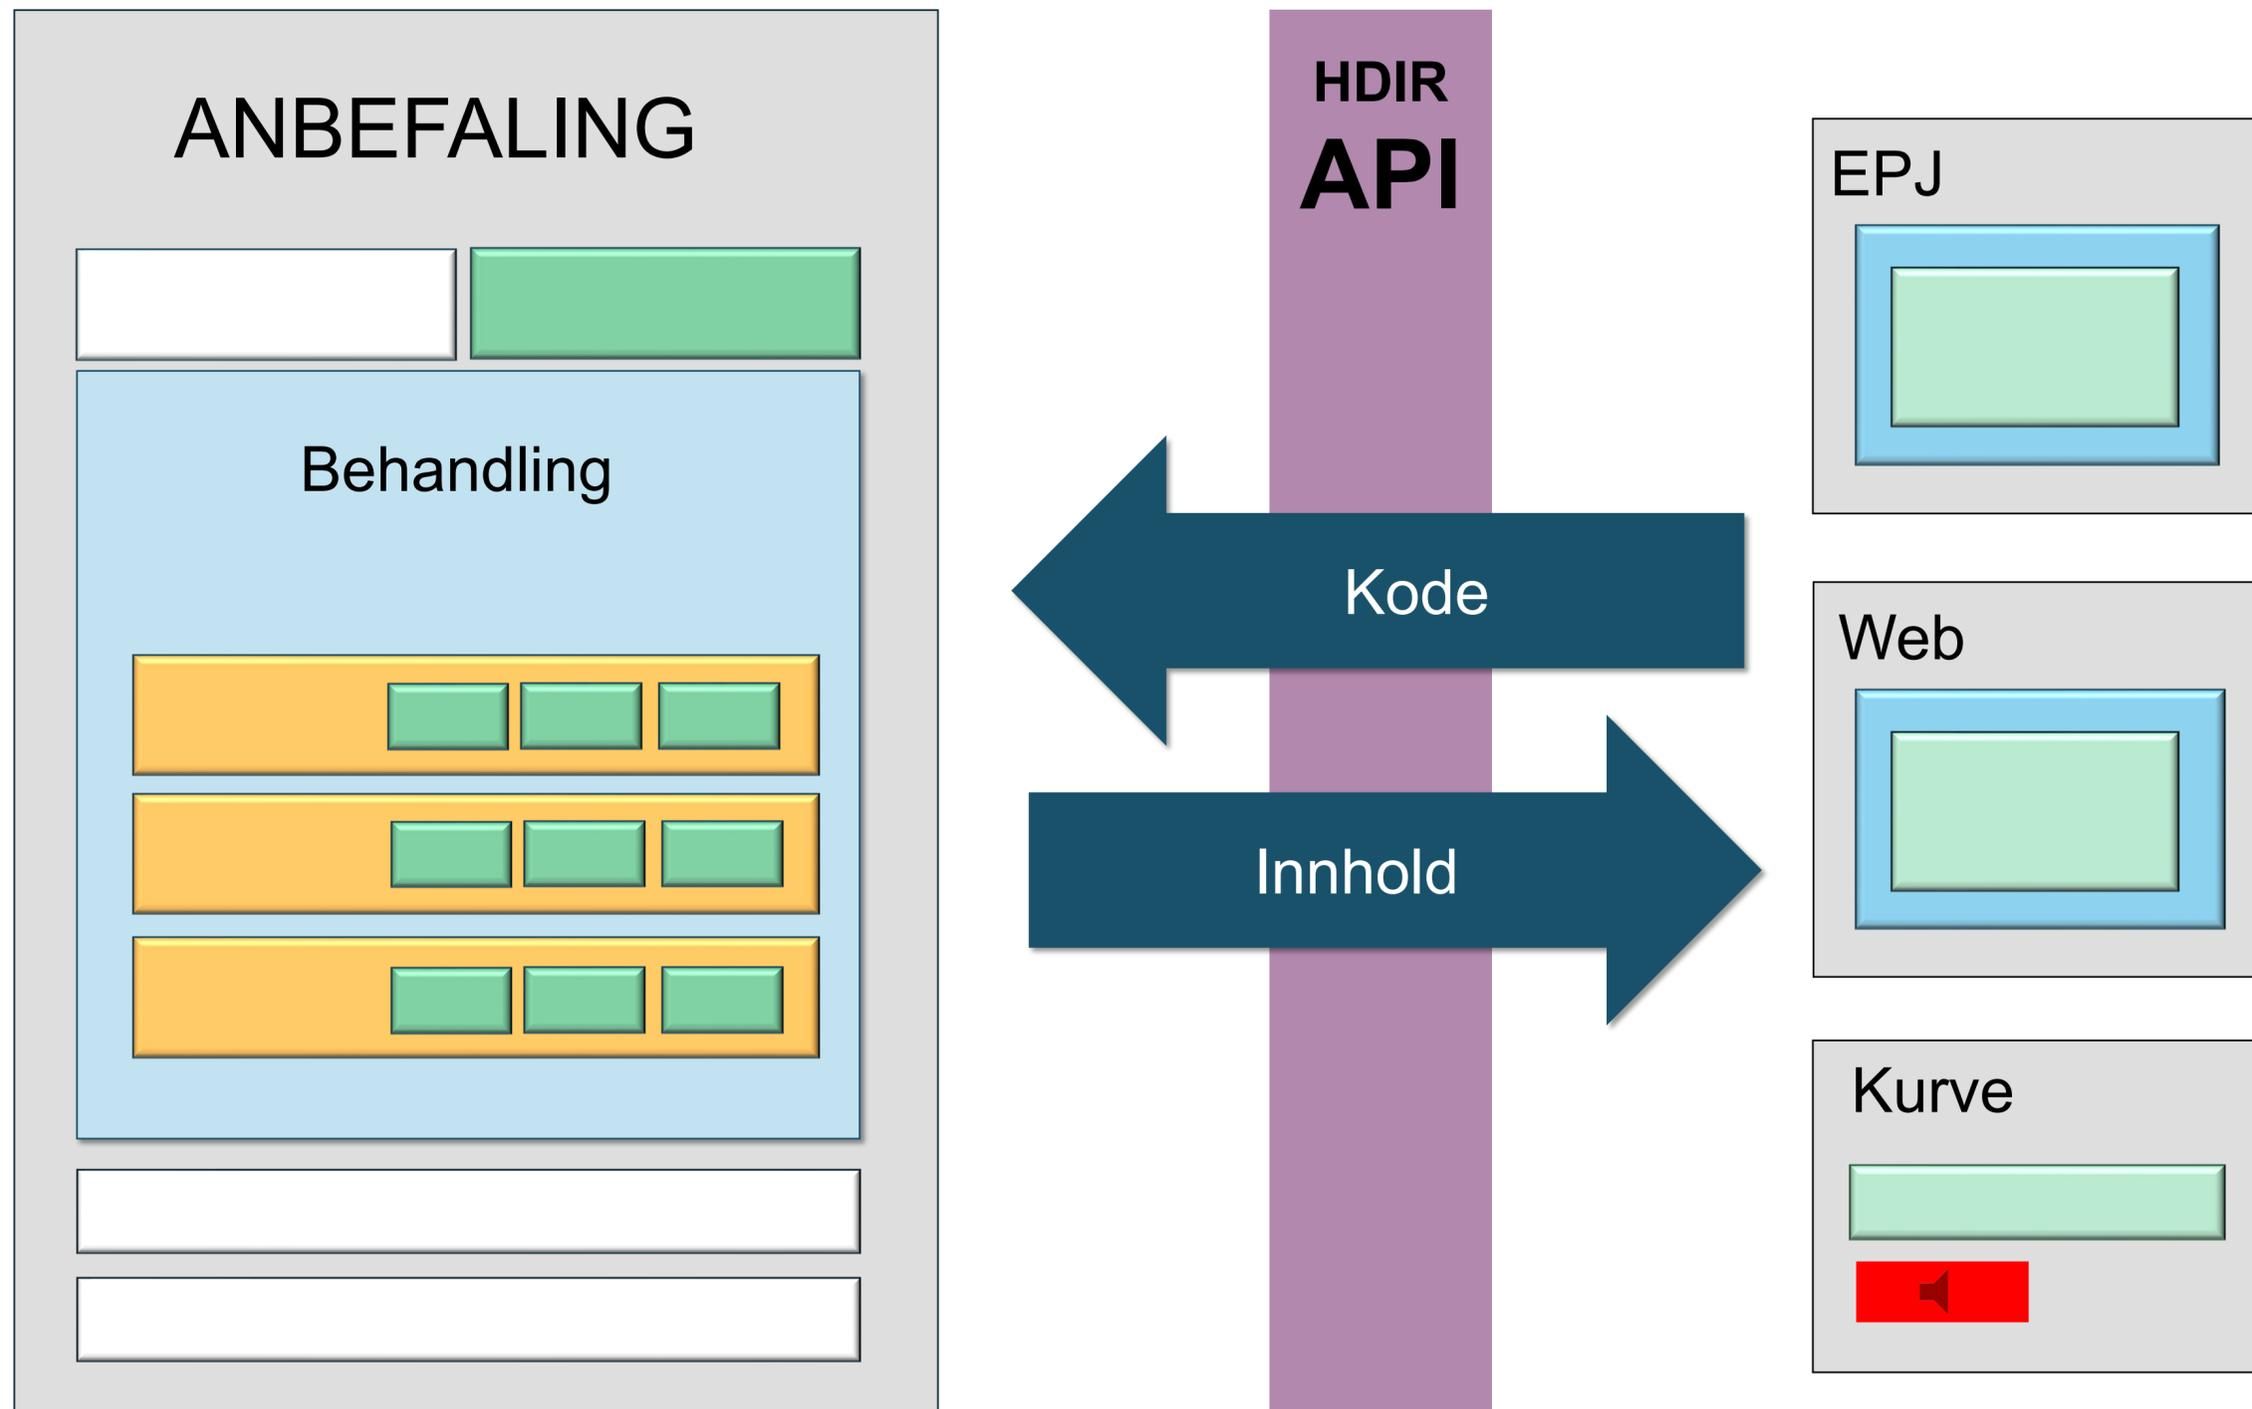 ANBEFALING
Behandling
HDIR
API
Kode
Innhold
EPJ
Web
Kurve